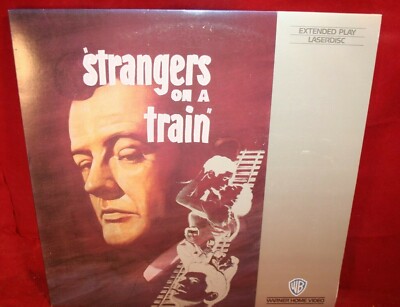 "strangers
on a
train"
EXTENDED PLAY
LASERDISC
WB
WARNER HOME VIDEO